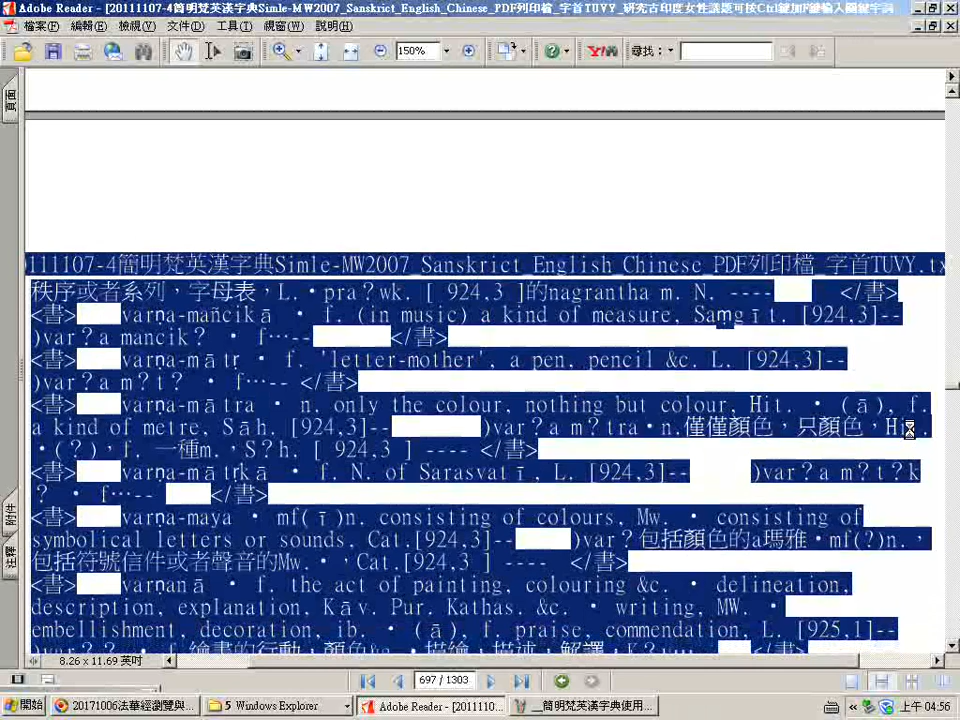 Adobe Reader - [20111107-4簡明梵英漢字典Simle-MW2007_Sanskrict_English_Chinese_PDF列印檔_字首TUVY_研究古印度女性議題可按Ctrl鍵加F鍵輸入關鍵字詞
檔案(F) 編輯(E) 檢視(V) 文件(D) 工具(T) 視窗(W) 說明(H)
150% Y! 尋找:
頁面
111107-4簡明梵英漢字典Simle-MW2007_Sanskrict_English_Chinese_PDF列印檔_字首TUVY.tx
秩序或者系列，字母表，L.‧pra?wk. [ 924,3 ]的nagrantha m. N. ---- </書>
<書> varṇa-mañcikā ‧ f. (in music) a kind of measure, Saṃgīt. [924,3]--
)var?a mancik? ‧ f…-- </書>
<書> varṇa-mātṛ ‧ f. 'letter-mother', a pen, pencil &c. L. [924,3]--
)var?a m?t? ‧ f…-- </書>
<書> varṇa-mātra ‧ n. only the colour, nothing but colour, Hit. ‧ (ā), f.
a kind of metre, Sāh. [924,3]-- )var?a m?tra‧n.僅僅顏色，只顏色，Hit.
‧(?), f. 一種m., S?h. [ 924,3 ] ---- </書>
<書> varṇa-mātṛkā ‧ f. N. of Sarasvatī, L. [924,3]-- )var?a m?t?k
? ‧ f…-- </書>
<書> varṇa-maya ‧ mf(ī)n. consisting of colours, Mw. ‧ consisting of
symbolical letters or sounds, Cat.[924,3]-- )var?包括顏色的a瑪雅‧mf(?)n.，
包括符號信件或者聲音的Mw.‧，Cat.[924,3 ] ---- </書>
<書> varṇanā ‧ f. the act of painting, colouring &c. ‧ delineation,
description, explanation, Kāv. Pur. Kathas. &c. ‧ writing, MW. ‧
embellishment, decoration, ib. ‧ (ā), f. praise, commendation, L. [925,1]--
附件
注釋
8.26 x 11.69 英吋
697 / 1303
開始 20171006法華經瀏覽與... 5 Windows Explorer Adobe Reader - [2011110... __簡明梵英漢字典使用... 上午 04:56